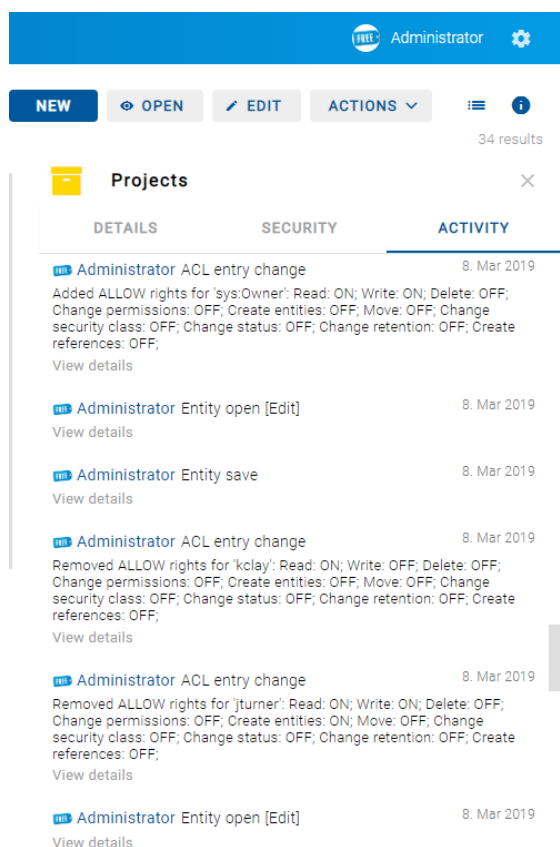 FREE Administrator
NEW OPEN EDIT ACTIONS
34 results
Projects
DETAILS SECURITY ACTIVITY
Administrator ACL entry change 8. Mar 2019
Added ALLOW rights for 'sys:Owner': Read: ON; Write: ON; Delete: OFF;
Change permissions: OFF; Create entities: OFF; Move: OFF; Change
security class: OFF; Change status: OFF; Change retention: OFF; Create
references: OFF;
View details
Administrator Entity open [Edit] 8. Mar 2019
View details
Administrator Entity save 8. Mar 2019
View details
Administrator ACL entry change 8. Mar 2019
Removed ALLOW rights for 'kclay': Read: ON; Write: OFF; Delete: OFF;
Change permissions: OFF; Create entities: OFF; Move: OFF; Change
security class: OFF; Change status: OFF; Change retention: OFF; Create
references: OFF;
View details
Administrator ACL entry change 8. Mar 2019
Removed ALLOW rights for 'jturner': Read: ON; Write: ON; Delete: OFF;
Change permissions: OFF; Create entities: ON; Move: OFF; Change
security class: OFF; Change status: OFF; Change retention: OFF; Create
references: OFF;
View details
Administrator Entity open [Edit] 8. Mar 2019
View details